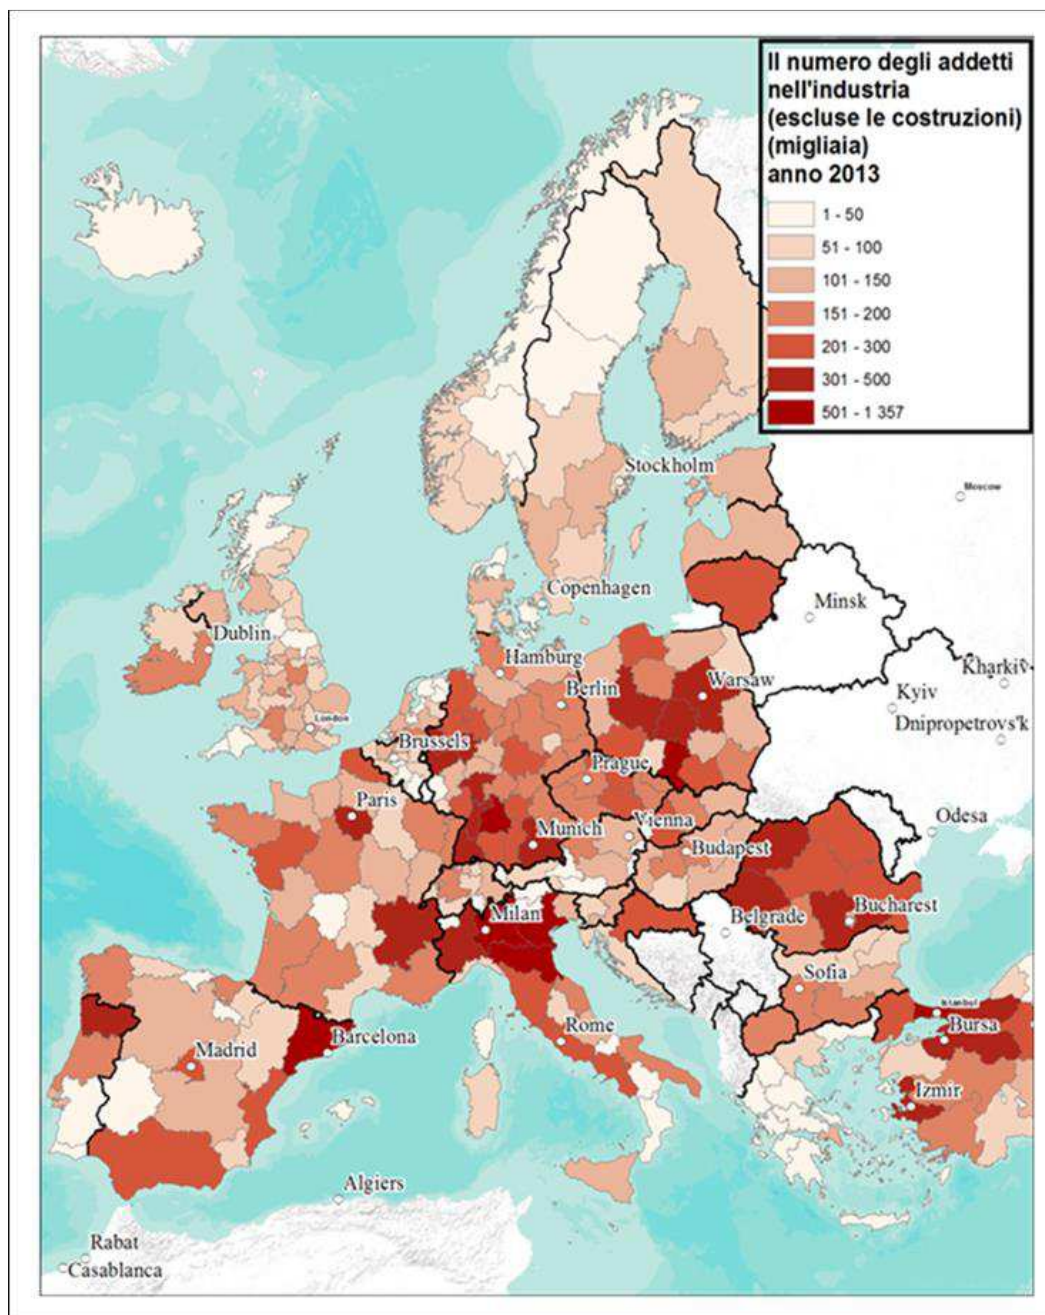 Il numero degli addetti
nell'industria
(escluse le costruzioni)
(migliaia)
anno 2013
1 - 50
51 - 100
101 - 150
151 - 200
201 - 300
301 - 500
501 - 1 357
Stockholm
Moscow
Copenhagen
Minsk
Dublin
Hamburg
Kharkiv
Berlin
Warsaw
Kyiv
London
Dnipropetrovs'k
Brussels
Prague
Paris
Vienna
Odesa
Munich
Budapest
Milan
Bucharest
Belgrade
Sofia
Istanbul
Rome
Bursa
Barcelona
Madrid
Izmir
Algiers
Rabat
Casablanca